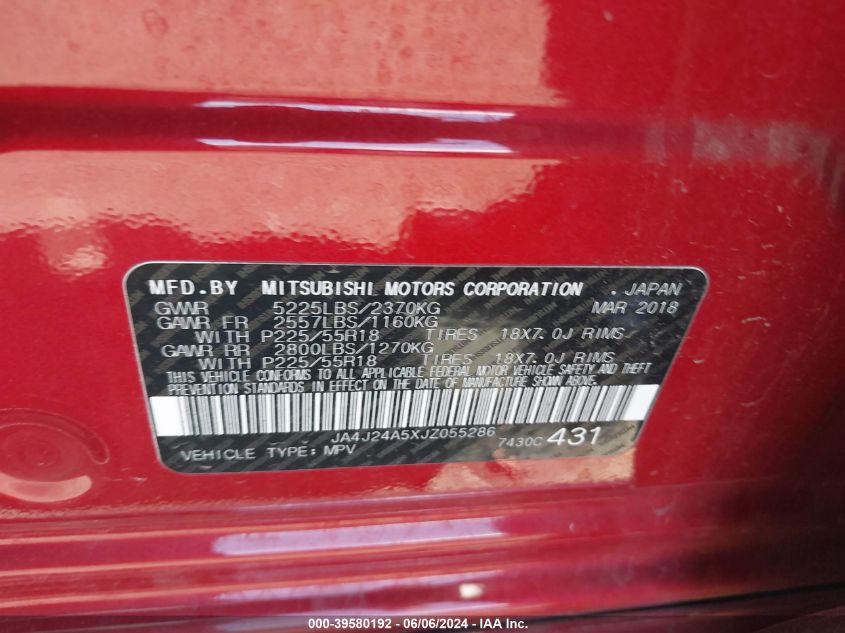 MFD. BY MITSUBISHI MOTORS CORPORATION . JAPAN
GVWR 5225LBS/2370KG MAR 2018
GAWR FR 2557LBS/1160KG
WITH P225/55R18 TIRES 18X7.0J RIMS
GAWR RR 2800LBS/1270KG
WITH P225/55R18 TIRES 18X7.0J RIMS
THIS VEHICLE CONFORMS TO ALL APPLICABLE FEDERAL MOTOR VEHICLE SAFETY AND THEFT
PREVENTION STANDARDS IN EFFECT ON THE DATE OF MANUFACTURE SHOWN ABOVE.
JA4J24A5XJZ055286
VEHICLE TYPE: MPV 7430C 431
000-39580192 - 06/06/2024 - IAA Inc.